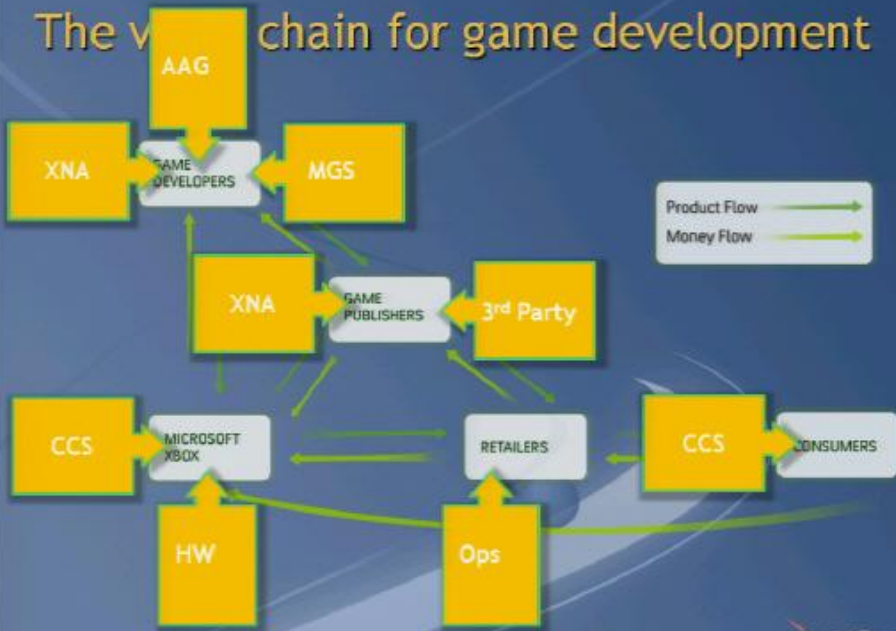 The v chain for game development
AAG
XNA
GAME
DEVELOPERS
MGS
Product Flow
Money Flow
XNA
GAME
PUBLISHERS
3rd Party
CCS
MICROSOFT
XBOX
RETAILERS
CCS
CONSUMERS
HW
Ops